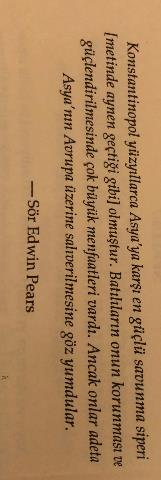 Konstantinopol yüzyıllarca Asya'ya karşı en güçlü savunma siperi
[metinde aynen geçtiği gibi] olmuştur. Batılıların onun korunması ve
güçlendirilmesinde çok büyük menfaatleri vardı. Ancak onlar adeta
Asya'nın Avrupa üzerine salıverilmesine göz yumdular.
— Sör Edwin Pears